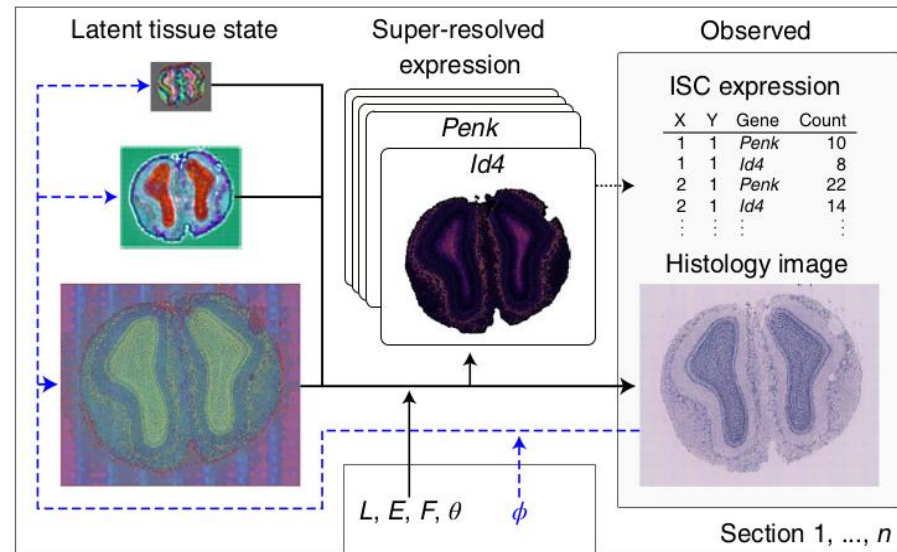 Latent tissue state
Super-resolved
expression
Penk
Id4
Observed
ISC expression
X Y Gene Count
1 1 Penk 10
1 1 Id4 8
2 1 Penk 22
2 1 Id4 14
⋮ ⋮ ⋮ ⋮
Histology image
L, E, F, θ
ϕ
Section 1, ..., n